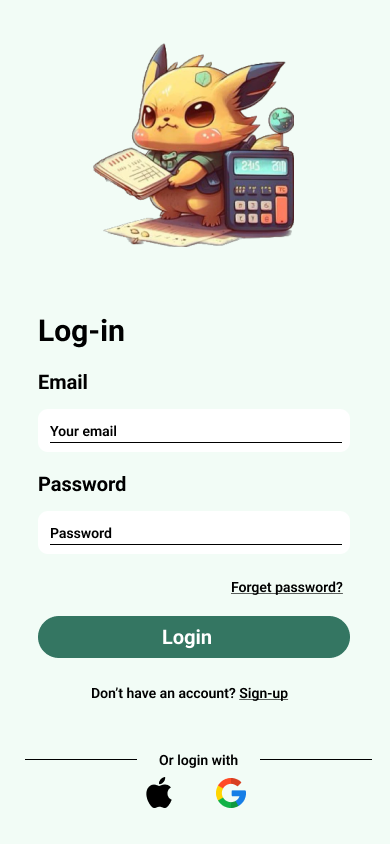 Log-in
Email
Your email
Password
Password
Forget password?
Login
Don't have an account? Sign-up
Or login with